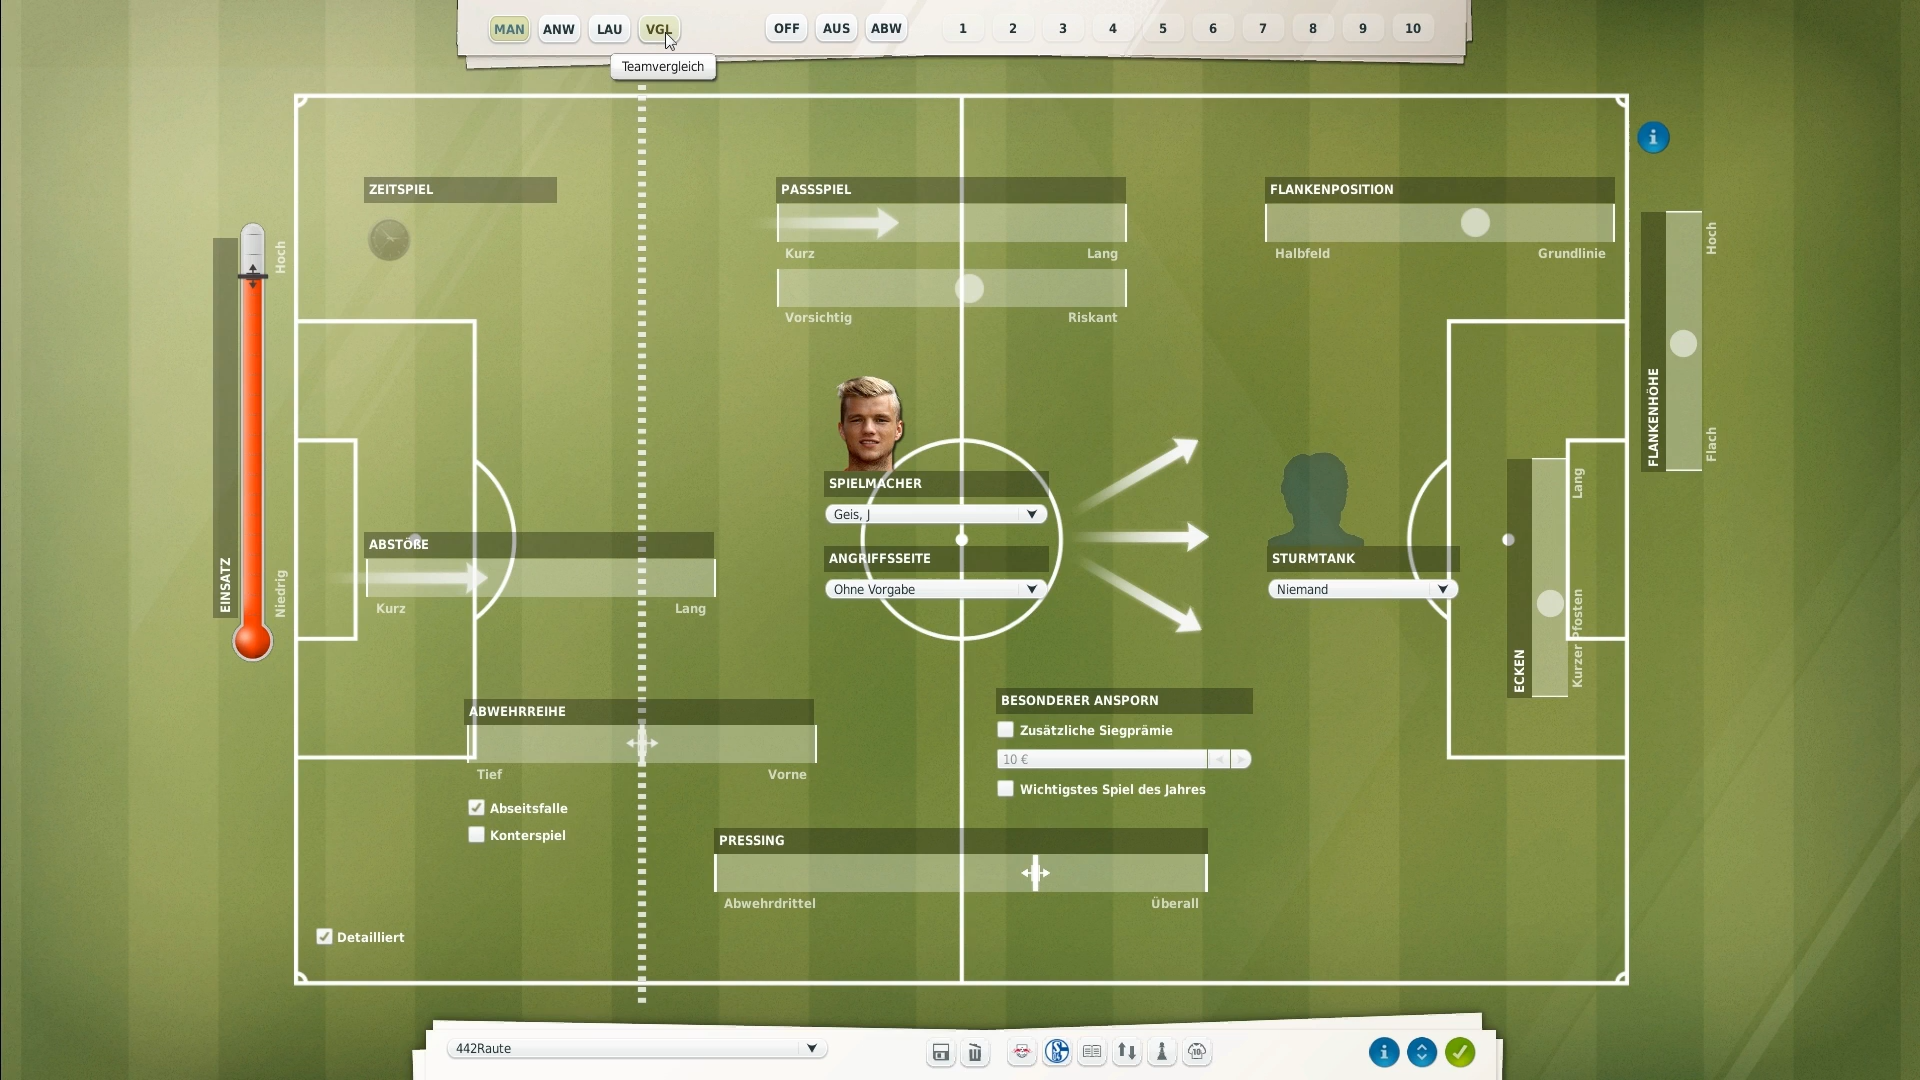 MAN ANW LAU VGL OFF AUS ABW 1 2 3 4 5 6 7 8 9 10
Teamvergleich
ZEITSPIEL
PASSSPIEL
Kurz Lang
Vorsichtig Riskant
FLANKENPOSITION
Halbfeld Grundlinie
EINSATZ
Hoch
Niedrig
FLANKENHÖHE
Hoch
Flach
SPIELMACHER
Geis, J
ANGRIFFSSEITE
Ohne Vorgabe
STURMTANK
Niemand
ABSTÖßE
Kurz Lang
ECKEN
Lang
Kurzer Pfosten
ABWEHRREIHE
Tief Vorne
Abseitsfalle
Konterspiel
BESONDERER ANSPORN
Zusätzliche Siegprämie
10 €
Wichtigstes Spiel des Jahres
PRESSING
Abwehrdrittel Überall
Detailliert
442Raute
10